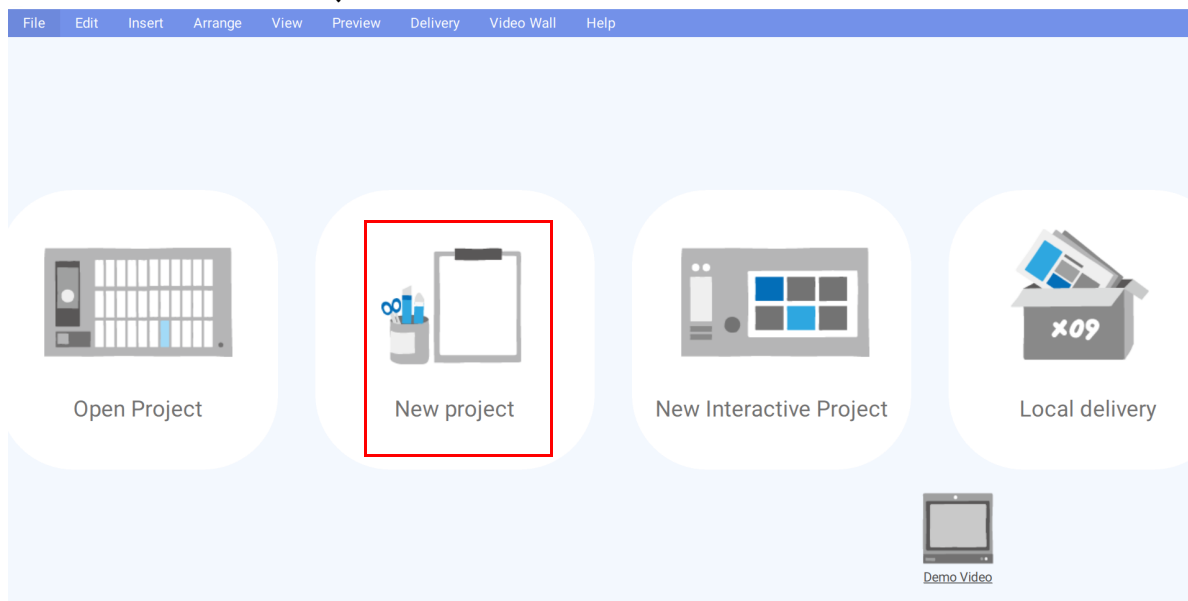 File Edit Insert Arrange View Preview Delivery Video Wall Help
x09
Open Project New project New Interactive Project Local delivery
Demo Video